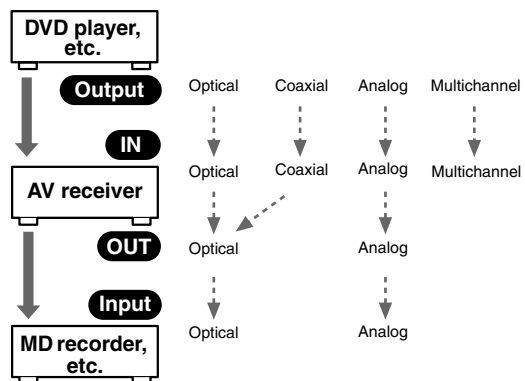 DVD player,
etc.
Output
Optical Coaxial Analog Multichannel
IN
AV receiver
Optical Coaxial Analog Multichannel
OUT
Optical Analog
Input
MD recorder,
etc.
Optical Analog